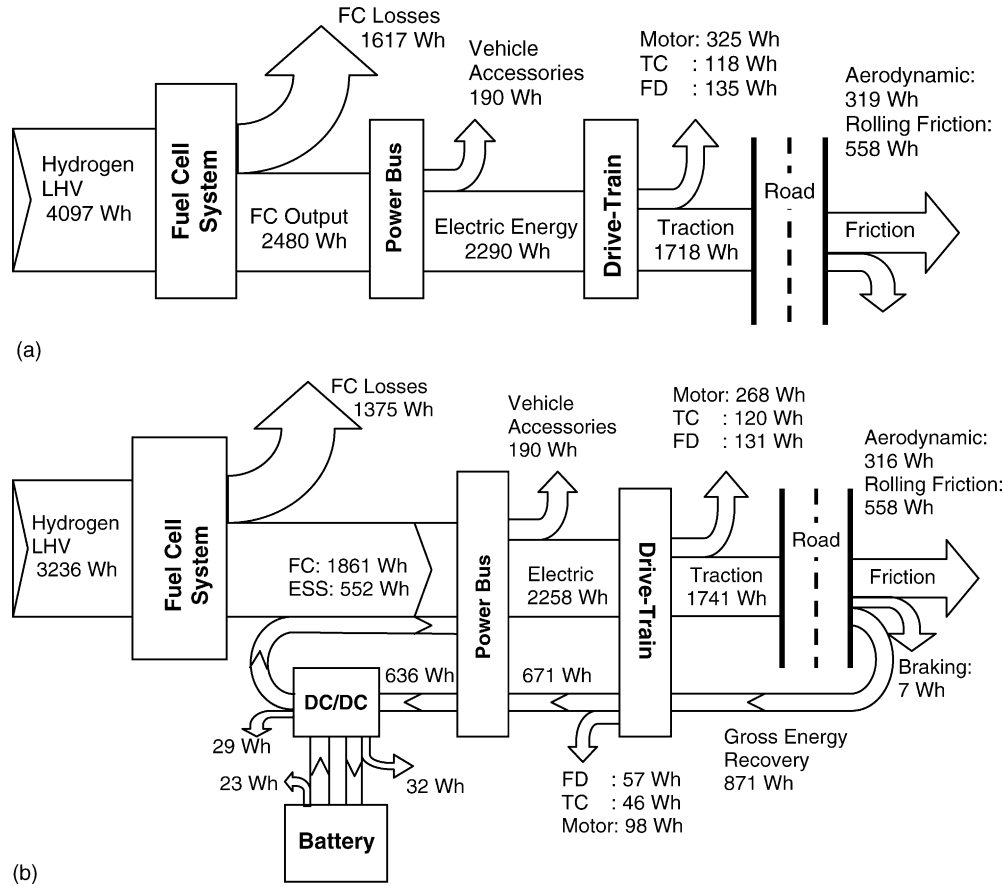 FC Losses
1617 Wh
Vehicle
Accessories
190 Wh
Motor: 325 Wh
TC : 118 Wh
FD : 135 Wh
Aerodynamic:
319 Wh
Rolling Friction:
558 Wh
Hydrogen
LHV
4097 Wh
Fuel Cell
System
FC Output
2480 Wh
Power Bus
Electric Energy
2290 Wh
Drive-Train
Traction
1718 Wh
Road
Friction
(a)
FC Losses
1375 Wh
Vehicle
Accessories
190 Wh
Motor: 268 Wh
TC : 120 Wh
FD : 131 Wh
Aerodynamic:
316 Wh
Rolling Friction:
558 Wh
Hydrogen
LHV
3236 Wh
Fuel Cell
System
FC: 1861 Wh
ESS: 552 Wh
Power Bus
Electric
2258 Wh
Drive-Train
Traction
1741 Wh
Road
Friction
Braking:
7 Wh
636 Wh
671 Wh
DC/DC
29 Wh
23 Wh
32 Wh
Gross Energy
Recovery
871 Wh
FD : 57 Wh
TC : 46 Wh
Motor: 98 Wh
Battery
(b)